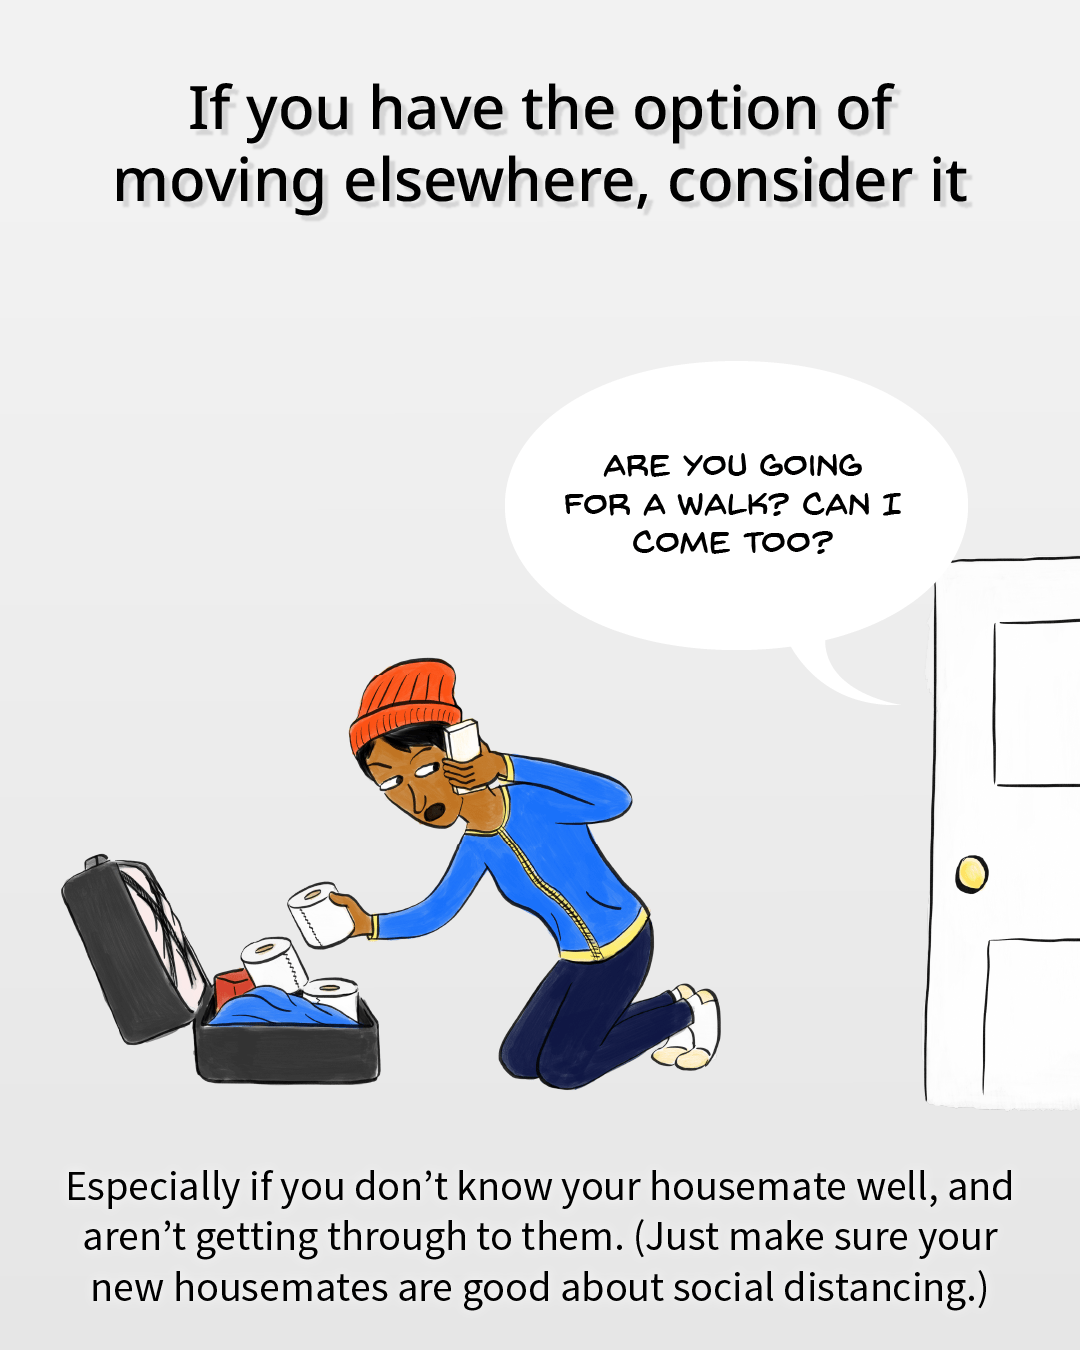 If you have the option of
moving elsewhere, consider it
ARE YOU GOING
FOR A WALK? CAN I
COME TOO?
Especially if you don’t know your housemate well, and
aren’t getting through to them. (Just make sure your
new housemates are good about social distancing.)